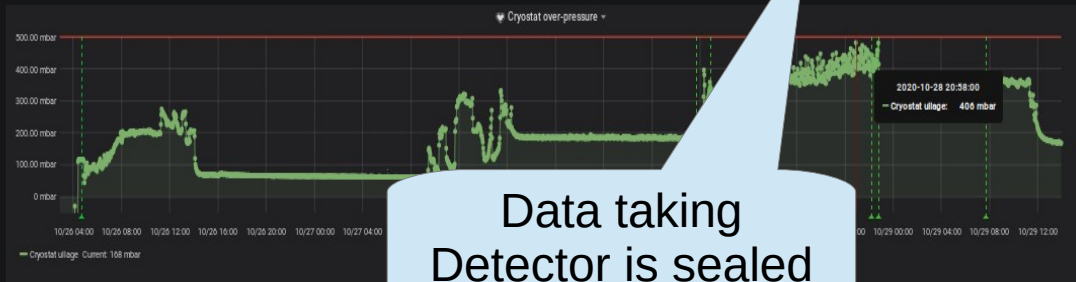 Cryostat over-pressure
500.00 mbar
400.00 mbar
300.00 mbar
200.00 mbar
100.00 mbar
0 mbar
2020-10-28 20:58:00
Cryostat ullage: 406 mbar
10/26 04:00 10/26 08:00 10/26 12:00 10/26 16:00 10/26 20:00 10/27 00:00 10/27 04:00 :00 10/29 00:00 10/29 04:00 10/29 08:00 10/29 12:00
Cryostat ullage Current: 168 mbar
Data taking
Detector is sealed